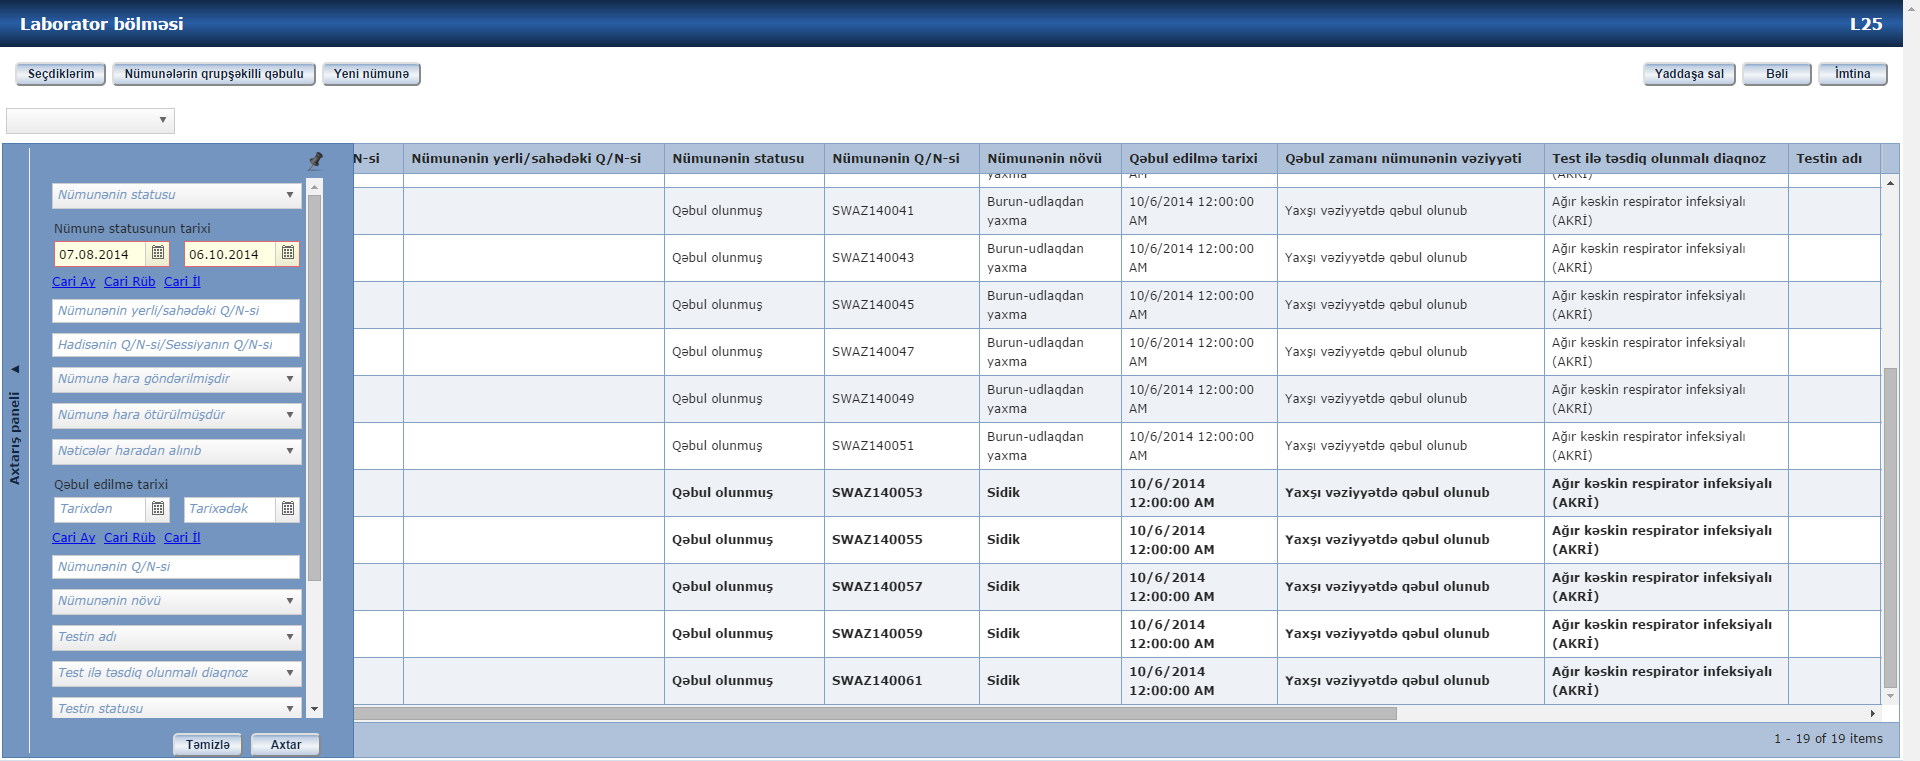 Laborator bölməsi
L25
Seçdiklərim
Nümunələrin qrupşəkilli qəbulu
Yeni nümunə
Yaddaşa sal
Bəli
İmtina
Axtarış paneli
Nümunənin statusu
Nümunə statusunun tarixi
07.08.2014
06.10.2014
Cari Ay Cari Rüb Cari İl
Nümunənin yerli/sahədəki Q/N-si
Hadisənin Q/N-si/Sessiyanın Q/N-si
Nümunə hara göndərilmişdir
Nümunə hara ötürülmüşdür
Nəticələr haradan alınıb
Qəbul edilmə tarixi
Tarixdən
Tarixədək
Cari Ay Cari Rüb Cari İl
Nümunənin Q/N-si
Nümunənin növü
Testin adı
Test ilə təsdiq olunmalı diaqnoz
Testin statusu
Təmizlə
Axtar
N-si Nümunənin yerli/sahədəki Q/N-si Nümunənin statusu Nümunənin Q/N-si Nümunənin növü Qəbul edilmə tarixi Qəbul zamanı nümunənin vəziyyəti Test ilə təsdiq olunmalı diaqnoz Testin adı
yaxma AM (AKRİ)
Burun-udlaqdan 10/6/2014 12:00:00 Ağır kəskin respirator infeksiyalı
Qəbul olunmuş SWAZ140041 Yaxşı vəziyyətdə qəbul olunub
yaxma AM (AKRİ)
Burun-udlaqdan 10/6/2014 12:00:00 Ağır kəskin respirator infeksiyalı
Qəbul olunmuş SWAZ140043 Yaxşı vəziyyətdə qəbul olunub
yaxma AM (AKRİ)
Burun-udlaqdan 10/6/2014 12:00:00 Ağır kəskin respirator infeksiyalı
Qəbul olunmuş SWAZ140045 Yaxşı vəziyyətdə qəbul olunub
yaxma AM (AKRİ)
Burun-udlaqdan 10/6/2014 12:00:00 Ağır kəskin respirator infeksiyalı
Qəbul olunmuş SWAZ140047 Yaxşı vəziyyətdə qəbul olunub
yaxma AM (AKRİ)
Burun-udlaqdan 10/6/2014 12:00:00 Ağır kəskin respirator infeksiyalı
Qəbul olunmuş SWAZ140049 Yaxşı vəziyyətdə qəbul olunub
yaxma AM (AKRİ)
Burun-udlaqdan 10/6/2014 12:00:00 Ağır kəskin respirator infeksiyalı
Qəbul olunmuş SWAZ140051 Yaxşı vəziyyətdə qəbul olunub
yaxma AM (AKRİ)
10/6/2014 Ağır kəskin respirator infeksiyalı
Qəbul olunmuş SWAZ140053 Sidik Yaxşı vəziyyətdə qəbul olunub
12:00:00 AM (AKRİ)
10/6/2014 Ağır kəskin respirator infeksiyalı
Qəbul olunmuş SWAZ140055 Sidik Yaxşı vəziyyətdə qəbul olunub
12:00:00 AM (AKRİ)
10/6/2014 Ağır kəskin respirator infeksiyalı
Qəbul olunmuş SWAZ140057 Sidik Yaxşı vəziyyətdə qəbul olunub
12:00:00 AM (AKRİ)
10/6/2014 Ağır kəskin respirator infeksiyalı
Qəbul olunmuş SWAZ140059 Sidik Yaxşı vəziyyətdə qəbul olunub
12:00:00 AM (AKRİ)
10/6/2014 Ağır kəskin respirator infeksiyalı
Qəbul olunmuş SWAZ140061 Sidik Yaxşı vəziyyətdə qəbul olunub
12:00:00 AM (AKRİ)
1 - 19 of 19 items